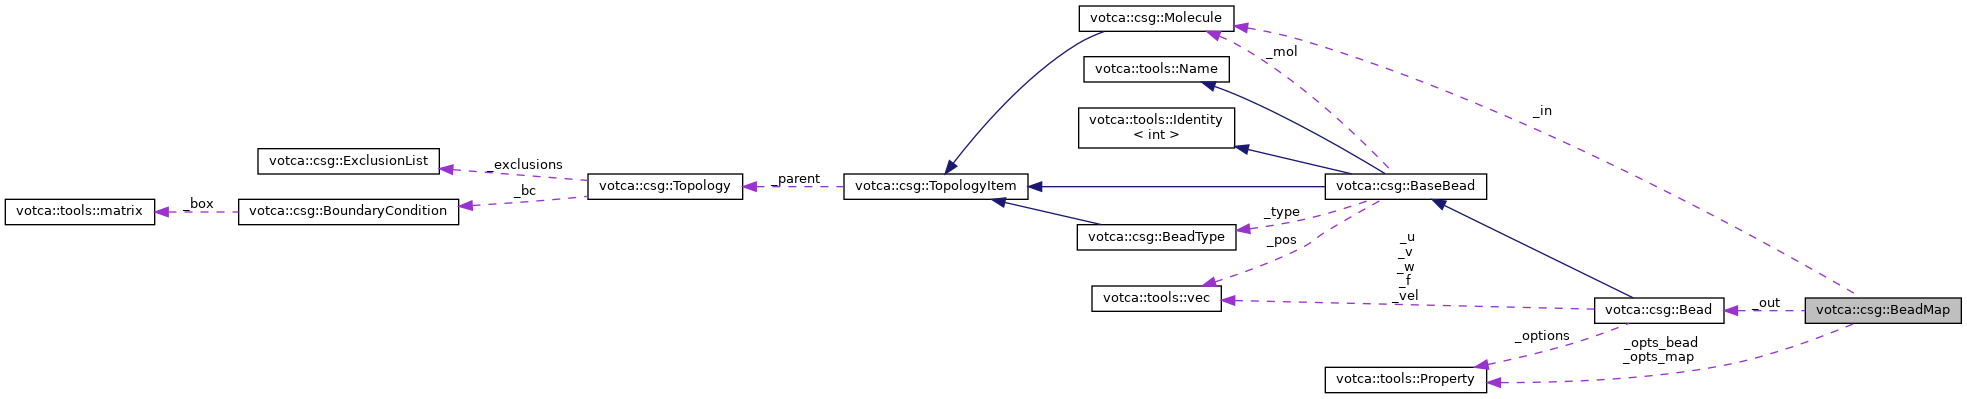 votca::csg::Molecule
_mol
votca::tools::Name
_in
votca::tools::Identity
< int >
votca::csg::ExclusionList
_exclusions
votca::csg::Topology
_parent
votca::csg::TopologyItem
votca::csg::BaseBead
_bc
votca::tools::matrix
_box
votca::csg::BoundaryCondition
_type
votca::csg::BeadType
_pos
_u
_v
_w
_f
_vel
votca::tools::vec
votca::csg::Bead
_out
votca::csg::BeadMap
_options
_opts_bead
_opts_map
votca::tools::Property